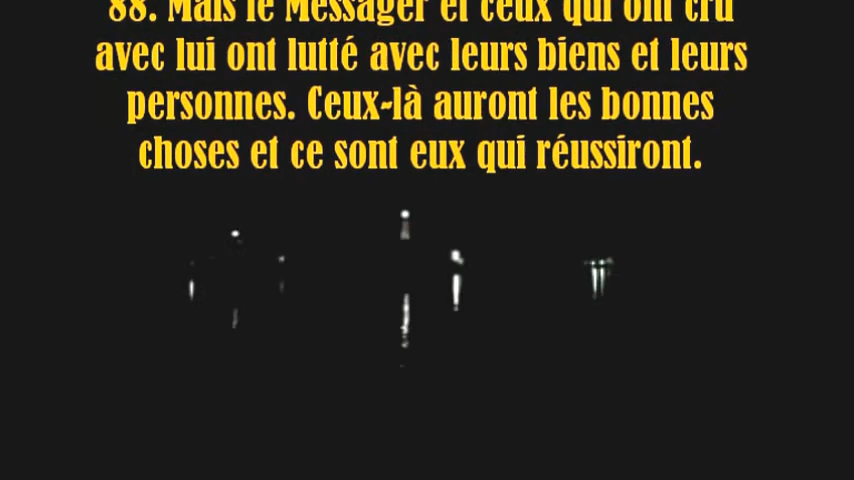 88. Mais le Messager et ceux qui ont cru
avec lui ont lutté avec leurs biens et leurs
personnes. Ceux-là auront les bonnes
choses et ce sont eux qui réussiront.